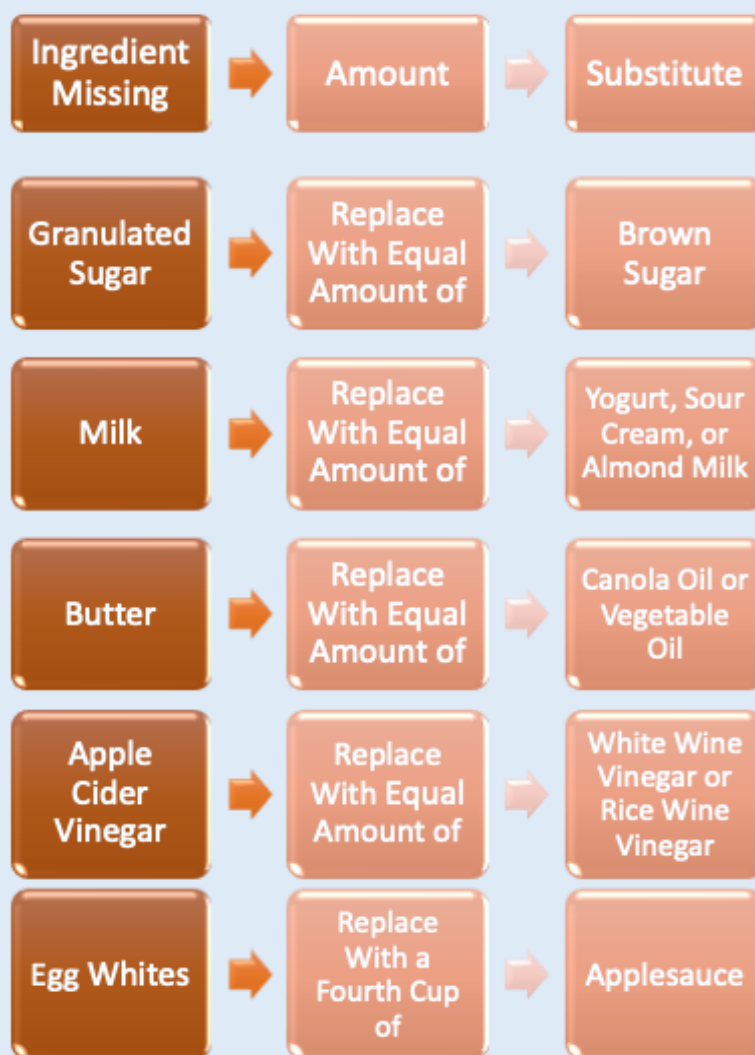 Ingredient
Missing
Amount
Substitute
Granulated
Sugar
Replace
With Equal
Amount of
Brown
Sugar
Milk
Replace
With Equal
Amount of
Yogurt, Sour
Cream, or
Almond Milk
Butter
Replace
With Equal
Amount of
Canola Oil or
Vegetable
Oil
Apple
Cider
Vinegar
Replace
With Equal
Amount of
White Wine
Vinegar or
Rice Wine
Vinegar
Egg Whites
Replace
With a
Fourth Cup
of
Applesauce